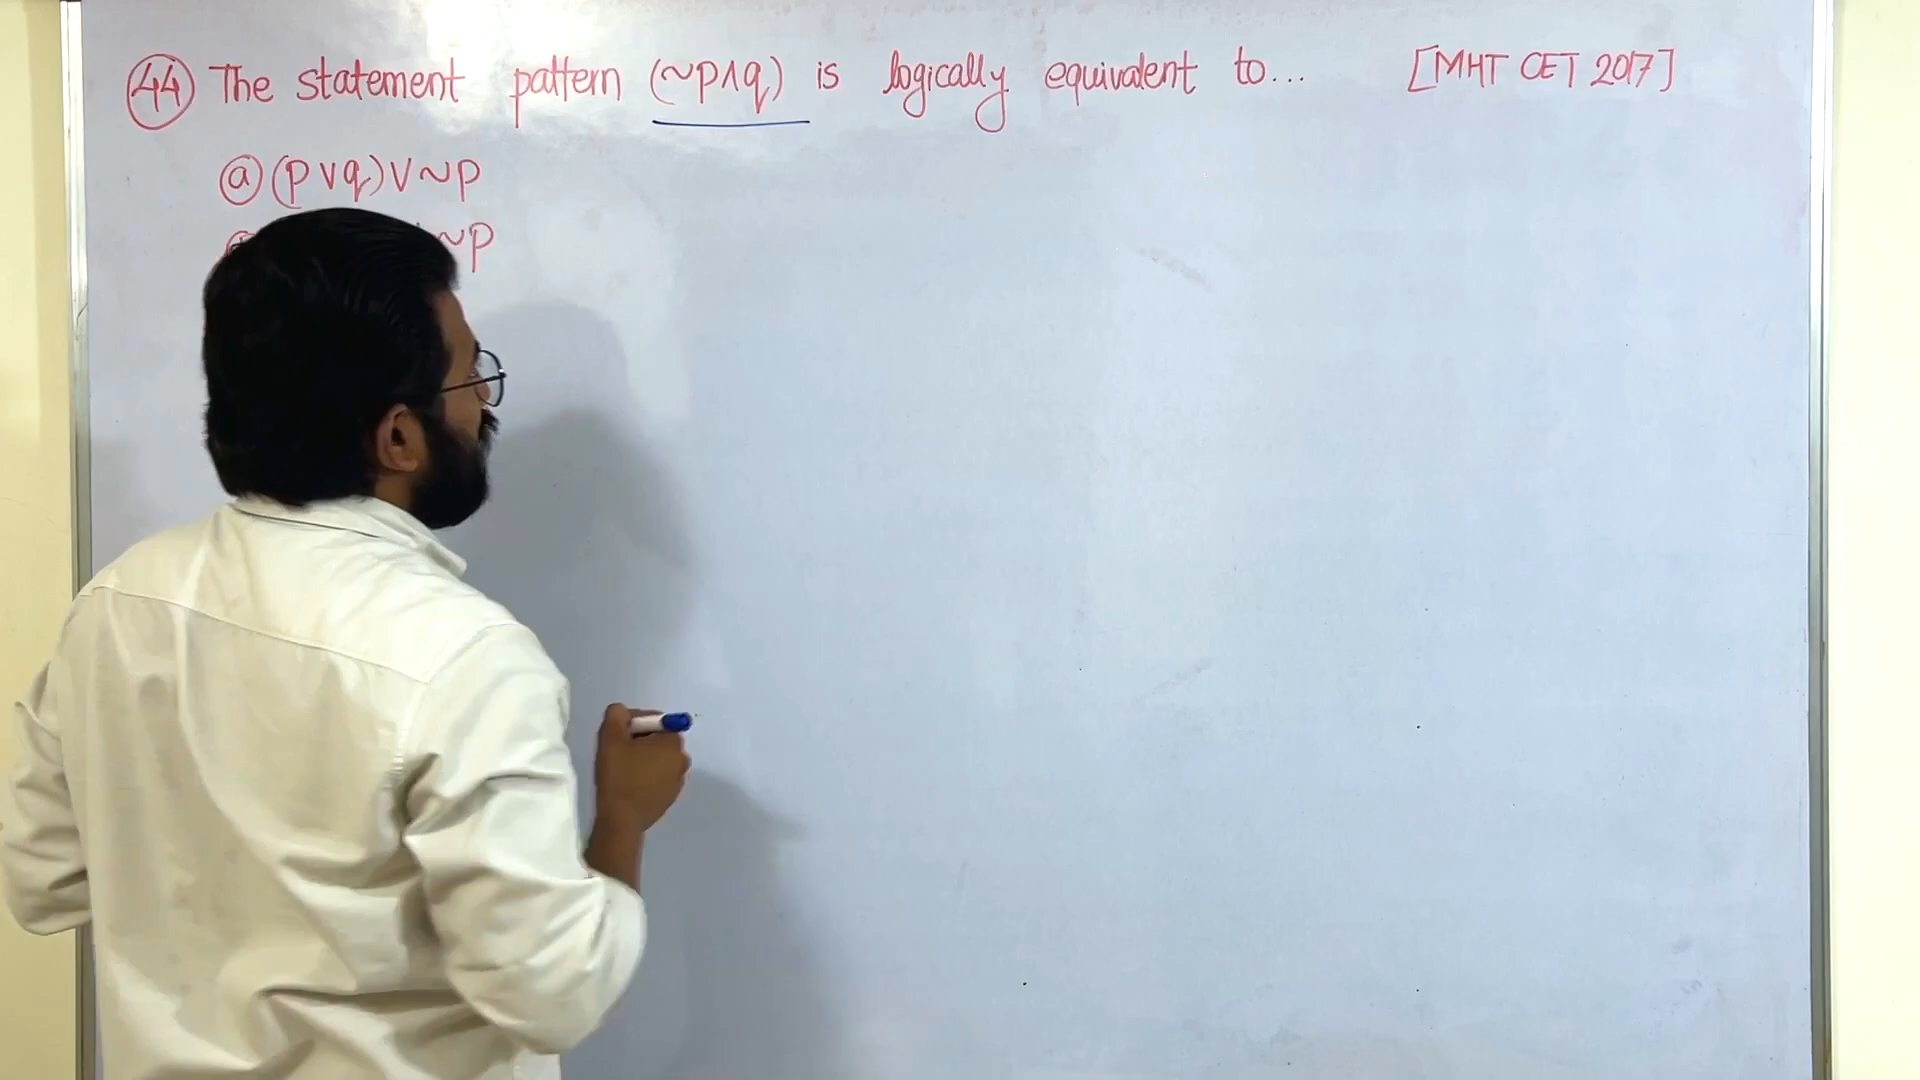 44 The statement pattern (~p∧q) is logically equivalent to... [MHT CET 2017]
a (p∨q)∨~p
~p